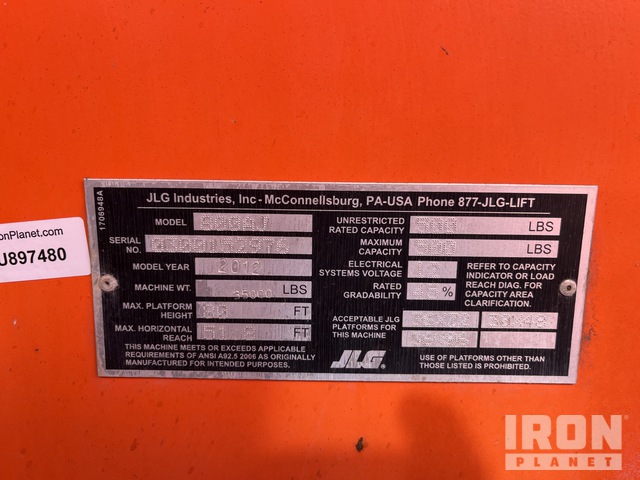 1706948A
JLG Industries, Inc - McConnellsburg, PA-USA Phone 877-JLG-LIFT
MODEL
SERIAL NO.
MODEL YEAR 2012
MACHINE WT. 35000 LBS
MAX. PLATFORM HEIGHT FT
MAX. HORIZONTAL REACH FT
THIS MACHINE MEETS OR EXCEEDS APPLICABLE
REQUIREMENTS OF ANSI A92.5 2006 AS ORIGINALLY
MANUFACTURED FOR INTENDED PURPOSES.
UNRESTRICTED RATED CAPACITY LBS
MAXIMUM CAPACITY LBS
ELECTRICAL SYSTEMS VOLTAGE
RATED GRADABILITY %
REFER TO CAPACITY
INDICATOR OR LOAD
REACH DIAG. FOR
CAPACITY AREA
CLARIFICATION.
ACCEPTABLE JLG
PLATFORMS FOR
THIS MACHINE
JLG
USE OF PLATFORMS OTHER THAN
THOSE LISTED IS PROHIBITED.
ronPlanet.com
U897480
IRON
PLANET